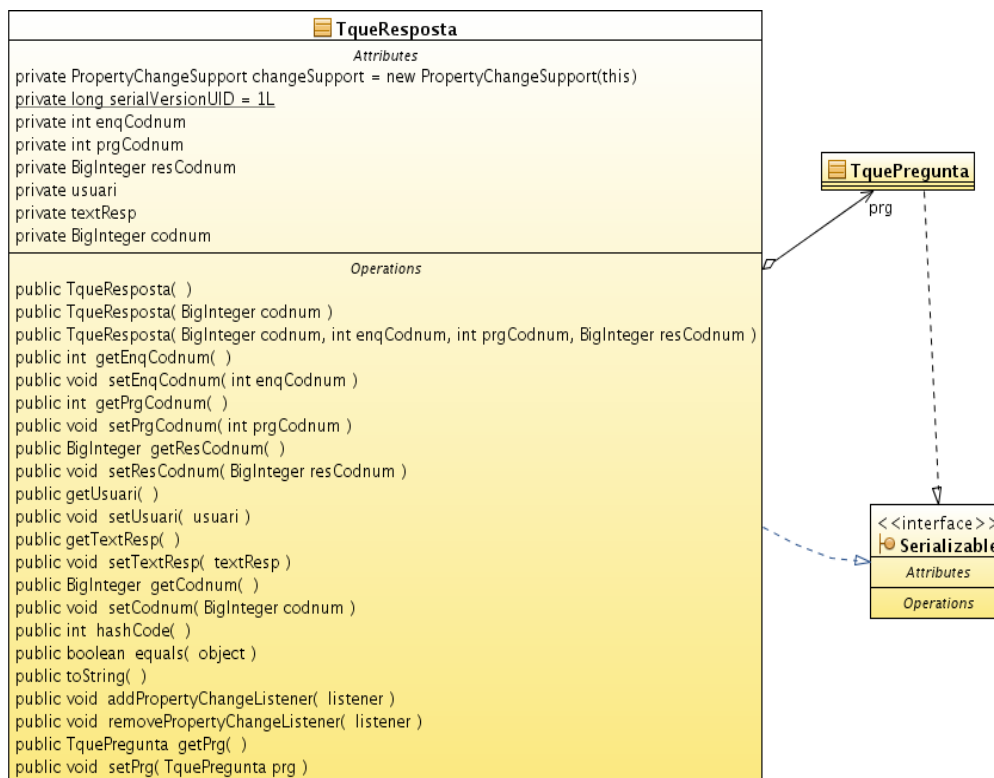 TqueResposta
Attributes
private PropertyChangeSupport changeSupport = new PropertyChangeSupport(this)
private long serialVersionUID = 1L
private int enqCodnum
private int prgCodnum
private BigInteger resCodnum
private usuari
private textResp
private BigInteger codnum
Operations
public TqueResposta( )
public TqueResposta( BigInteger codnum )
public TqueResposta( BigInteger codnum, int enqCodnum, int prgCodnum, BigInteger resCodnum )
public int getEnqCodnum( )
public void setEnqCodnum( int enqCodnum )
public int getPrgCodnum( )
public void setPrgCodnum( int prgCodnum )
public BigInteger getResCodnum( )
public void setResCodnum( BigInteger resCodnum )
public getUsuari( )
public void setUsuari( usuari )
public getTextResp( )
public void setTextResp( textResp )
public BigInteger getCodnum( )
public void setCodnum( BigInteger codnum )
public int hashCode( )
public boolean equals( object )
public toString( )
public void addPropertyChangeListener( listener )
public void removePropertyChangeListener( listener )
public TquePregunta getPrg( )
public void setPrg( TquePregunta prg )
TquePregunta
prg
<<interface>>
Serializable
Attributes
Operations